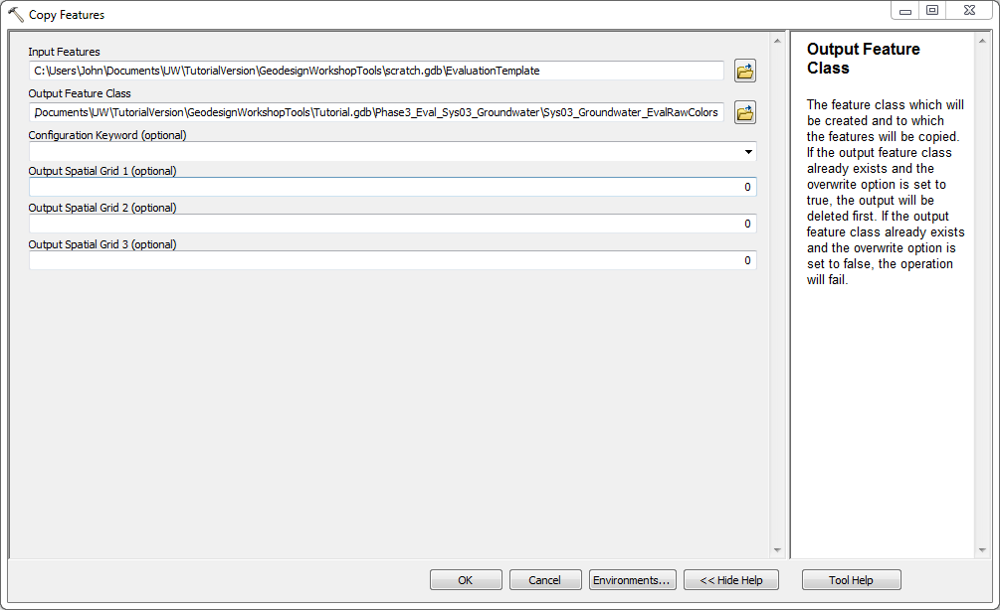 Copy Features
Input Features
C:\Users\John\Documents\UW\TutorialVersion\GeodesignWorkshopTools\scratch.gdb\EvaluationTemplate
Output Feature Class
Documents\UW\TutorialVersion\GeodesignWorkshopTools\Tutorial.gdb\Phase3_Eval_Sys03_Groundwater\Sys03_Groundwater_EvalRawColors
Configuration Keyword (optional)
Output Spatial Grid 1 (optional)
0
Output Spatial Grid 2 (optional)
0
Output Spatial Grid 3 (optional)
0
Output Feature
Class
The feature class which will
be created and to which
the features will be copied.
If the output feature class
already exists and the
overwrite option is set to
true, the output will be
deleted first. If the output
feature class already exists
and the overwrite option is
set to false, the operation
will fail.
OK
Cancel
Environments...
<< Hide Help
Tool Help